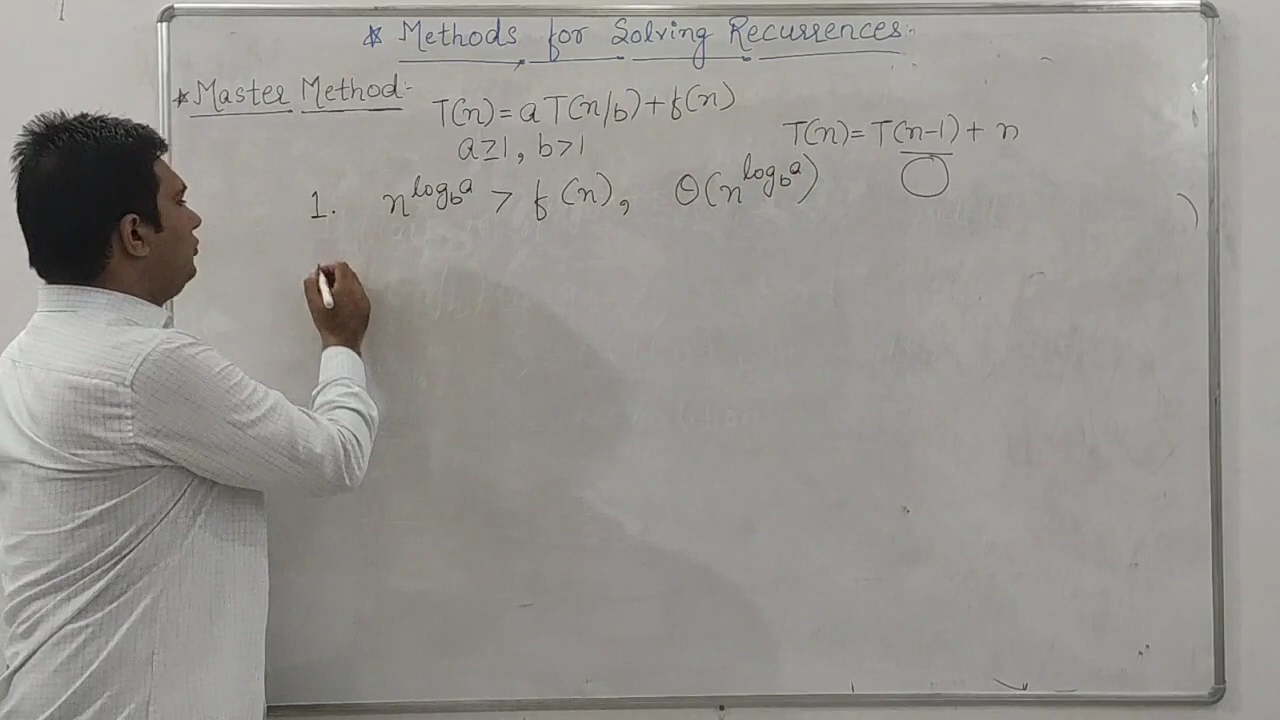 * Methods for Solving Recurrences:-
* Master Method:-
T(n) = a T(n/b) + f(n)
a ≥ 1, b > 1
T(n) = T(n-1) + n
1. n^{log_b a} > f(n), Θ(n^{log_b a})